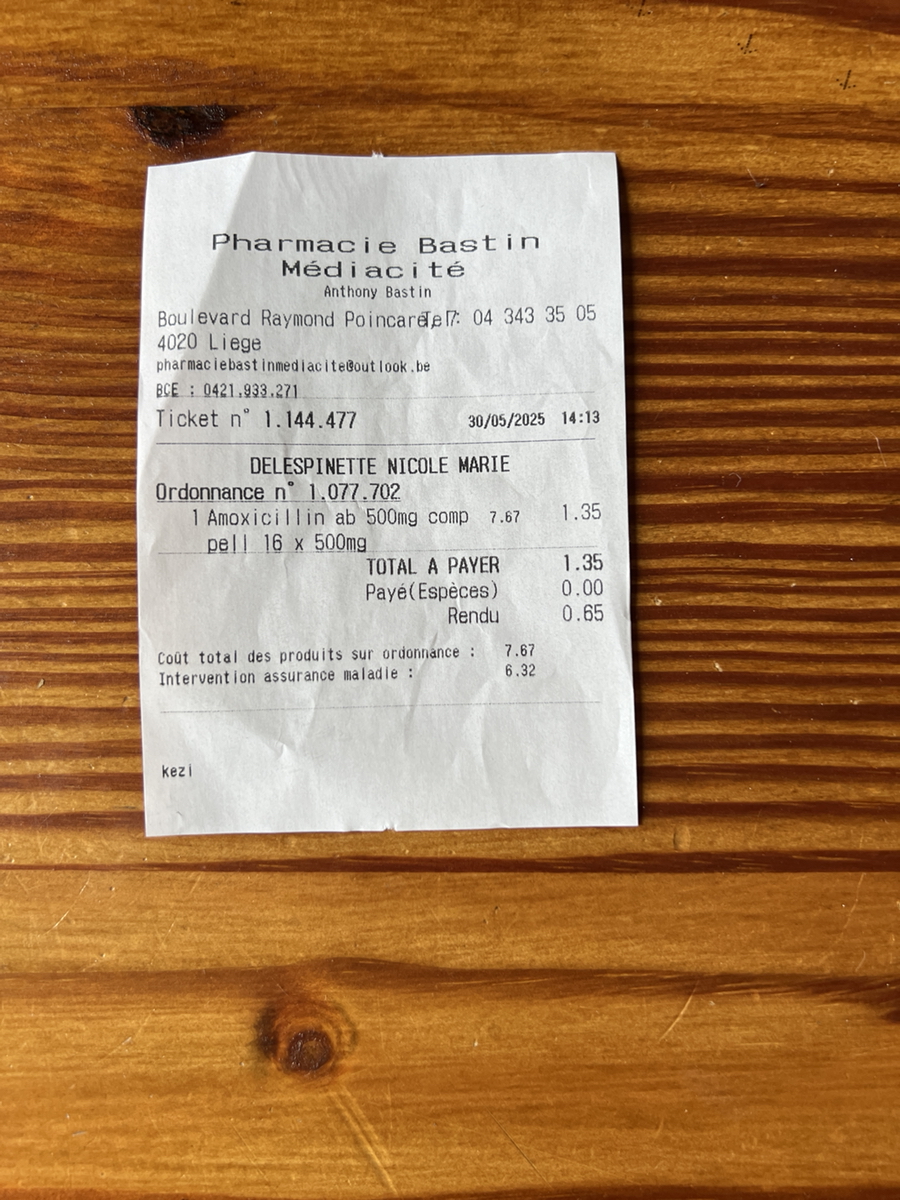 Pharmacie Bastin
Médiacité
Anthony Bastin
Boulevard Raymond Poincaré, 7 Tel : 04 343 35 05
4020 Liege
pharmaciebastinmediacite@outlook.be
BCE : 0421.933.271
Ticket n° 1.144.477 30/05/2025 14:13
DELESPINETTE NICOLE MARIE
Ordonnance n° 1.077.702
1 Amoxicillin ab 500mg comp 7.67 1.35
pell 16 x 500mg
TOTAL A PAYER 1.35
Payé(Espèces) 0.00
Rendu 0.65
Coût total des produits sur ordonnance : 7.67
Intervention assurance maladie : 6.32
kezi